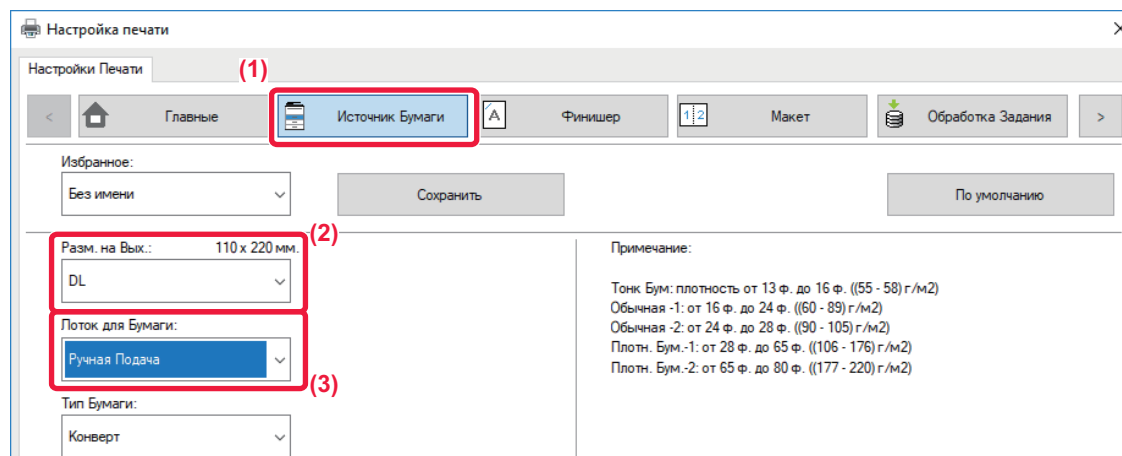 Настройка печати
Настройки Печати
(1)
< Главные Источник Бумаги A Финишер 1 2 Макет Обработка Задания >
Избранное:
Без имени Сохранить По умолчанию
(2)
Разм. на Вых.: 110 x 220 мм.
DL
Поток для Бумаги:
Ручная Подача
(3)
Тип Бумаги:
Конверт
Примечание:
Тонк Бум: плотность от 13 ф. до 16 ф. ((55 - 58) г/м2)
Обычная -1: от 16 ф. до 24 ф. ((60 - 89) г/м2)
Обычная -2: от 24 ф. до 28 ф. ((90 - 105) г/м2)
Плотн. Бум.-1: от 28 ф. до 65 ф. ((106 - 176) г/м2)
Плотн. Бум.-2: от 65 ф. до 80 ф. ((177 - 220) г/м2)